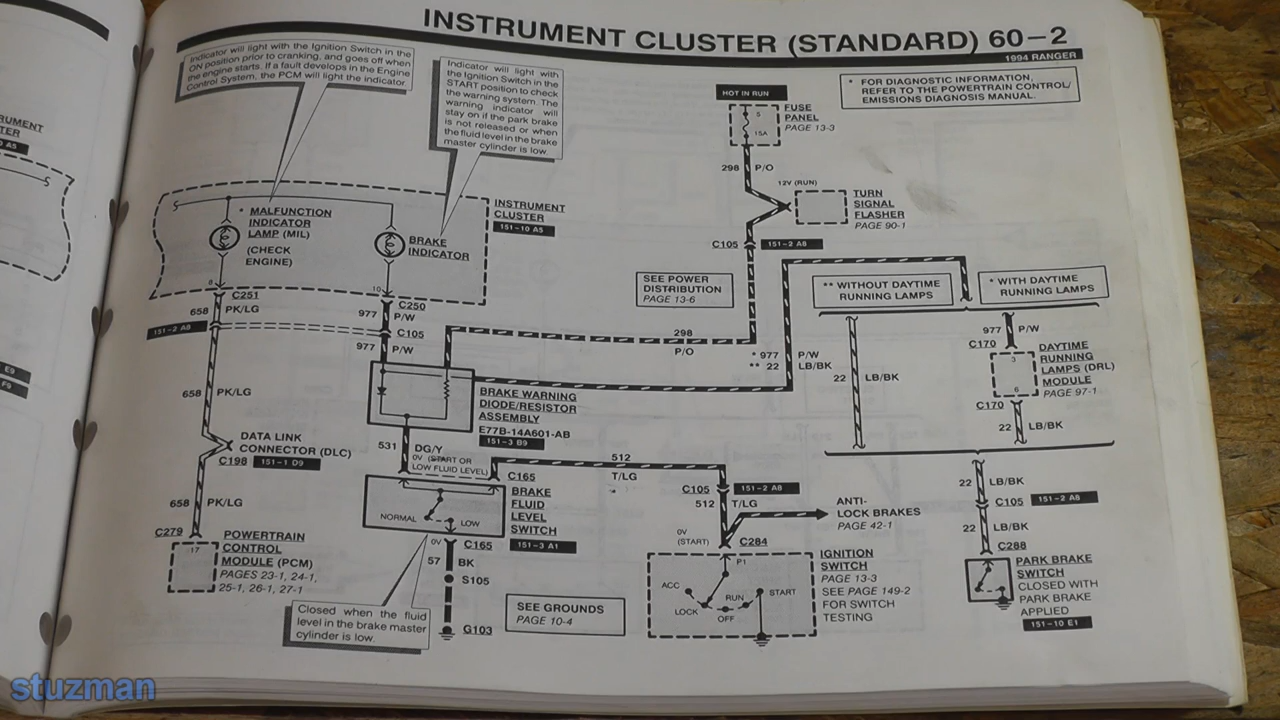 INSTRUMENT CLUSTER (STANDARD) 60-2
1994 RANGER
Indicator will light with the Ignition Switch in the
ON position prior to cranking, and goes off when
the engine starts. If a fault develops in the Engine
Control System, the PCM will light the indicator.
Indicator will light with
the Ignition Switch in the
START position to check
the warning system. The
warning indicator will
stay on if the park brake
is not released or when
the fluid level in the brake
master cylinder is low.
HOT IN RUN
5
15A
FUSE
PANEL
PAGE 13-3
* FOR DIAGNOSTIC INFORMATION,
REFER TO THE POWERTRAIN CONTROL/
EMISSIONS DIAGNOSIS MANUAL.
298 P/O
12V (RUN)
TURN
SIGNAL
FLASHER
PAGE 90-1
C105 151-2 A8
RUMENT
TER
A5
E9
F9
INSTRUMENT
CLUSTER
151-10 A5
* MALFUNCTION
INDICATOR
LAMP (MIL)
(CHECK
ENGINE)
BRAKE
INDICATOR
10
C251
658 PK/LG
151-2 A8
C250
977 P/W
C105
977 P/W
SEE POWER
DISTRIBUTION
PAGE 13-6
298
P/O
** WITHOUT DAYTIME
RUNNING LAMPS
* WITH DAYTIME
RUNNING LAMPS
* 977 P/W
** 22 LB/BK
22 LB/BK
977 P/W
C170
3
6
DAYTIME
RUNNING
LAMPS (DRL)
MODULE
PAGE 97-1
C170
22 LB/BK
658 PK/LG
BRAKE WARNING
DIODE/RESISTOR
ASSEMBLY
E77B-14A601-AB
151-3 B9
DATA LINK
CONNECTOR (DLC)
C198 151-1 D9
531 DG/Y
0V (START OR
LOW FLUID LEVEL)
C165
512
T/LG
BRAKE
FLUID
LEVEL
SWITCH
151-3 A1
NORMAL
LOW
0V
C165
57 BK
S105
G103
658 PK/LG
C279
17
POWERTRAIN
CONTROL
MODULE (PCM)
PAGES 23-1, 24-1,
25-1, 26-1, 27-1
Closed when the fluid
level in the brake master
cylinder is low.
SEE GROUNDS
PAGE 10-4
C105 151-2 A8
512 T/LG
ANTI-
LOCK BRAKES
PAGE 42-1
0V
(START)
C284
P1
ACC
LOCK
OFF
RUN
START
IGNITION
SWITCH
PAGE 13-3
SEE PAGE 149-2
FOR SWITCH
TESTING
22 LB/BK
C105 151-2 A8
22 LB/BK
C288
PARK BRAKE
SWITCH
CLOSED WITH
PARK BRAKE
APPLIED
151-10 E1
stuzman